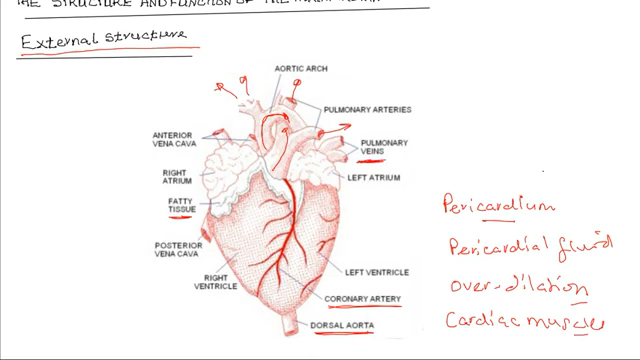 THE STRUCTURE AND FUNCTION OF THE
External structure
AORTIC ARCH
PULMONARY ARTERIES
ANTERIOR
VENA CAVA
PULMONARY
VEINS
RIGHT
ATRIUM
LEFT ATRIUM
FATTY
TISSUE
Pericardium
POSTERIOR
VENA CAVA
Pericardial fluid
RIGHT
VENTRICLE
LEFT VENTRICLE
over-dilation
CORONARY ARTERY
Cardiac muscles
DORSAL AORTA